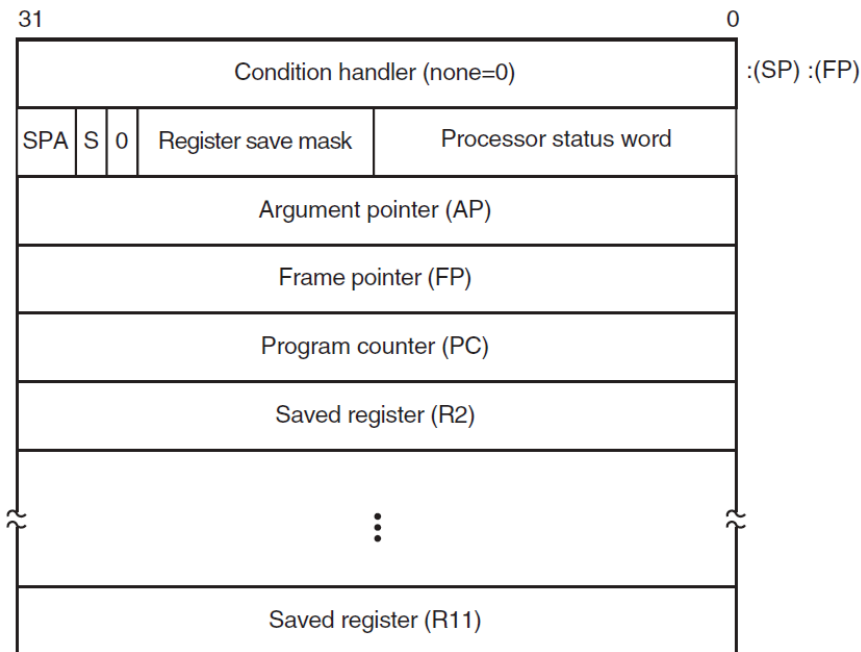 31 0
Condition handler (none=0) :(SP) :(FP)
SPA S 0 Register save mask Processor status word
Argument pointer (AP)
Frame pointer (FP)
Program counter (PC)
Saved register (R2)
Saved register (R11)